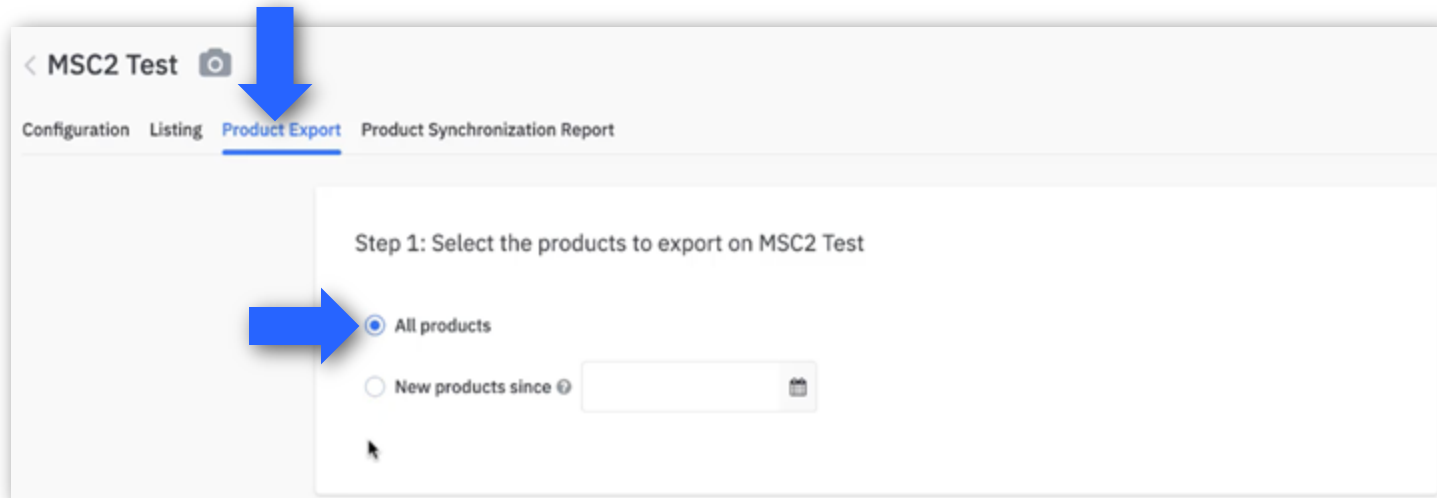 MSC2 Test
Configuration Listing Product Export Product Synchronization Report
Step 1: Select the products to export on MSC2 Test
All products
New products since